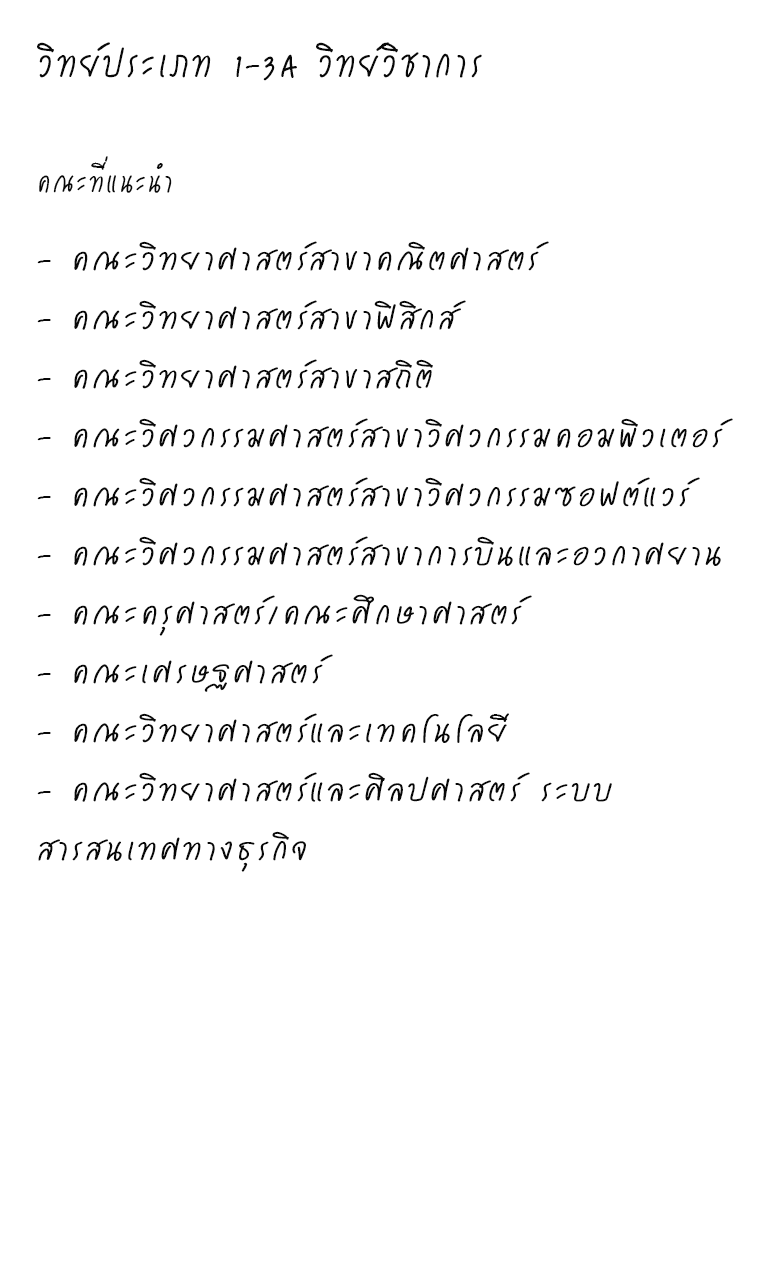 วิทย์ประเภท 1-3A วิทย์วิชาการ
คณะที่แนะนำ
- คณะวิทยาศาสตร์สาขาคณิตศาสตร์
- คณะวิทยาศาสตร์สาขาฟิสิกส์
- คณะวิทยาศาสตร์สาขาสถิติ
- คณะวิศวกรรมศาสตร์สาขาวิศวกรรมคอมพิวเตอร์
- คณะวิศวกรรมศาสตร์สาขาวิศวกรรมซอฟต์แวร์
- คณะวิศวกรรมศาสตร์สาขาการบินและอวกาศยาน
- คณะครุศาสตร์/คณะศึกษาศาสตร์
- คณะเศรษฐศาสตร์
- คณะวิทยาศาสตร์และเทคโนโลยี
- คณะวิทยาศาสตร์และศิลปศาสตร์ ระบบ
สารสนเทศทางธุรกิจ